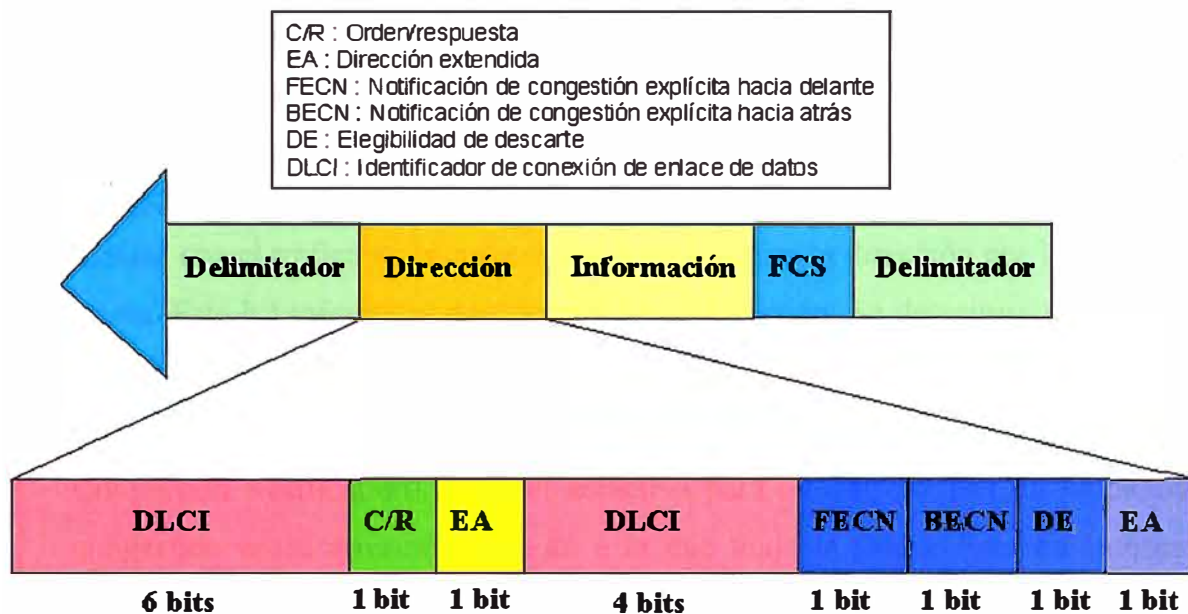 C/R : Orden/respuesta
EA : Dirección extendida
FECN : Notificación de congestión explícita hacia delante
BECN : Notificación de congestión explícita hacia atrás
DE : Elegibilidad de descarte
DLCI : Identificador de conexión de enlace de datos
Delimitador Dirección Información FCS Delimitador
DLCI C/R EA DLCI FECN BECN DE EA
6 bits 1 bit 1 bit 4 bits 1 bit 1 bit 1 bit 1 bit